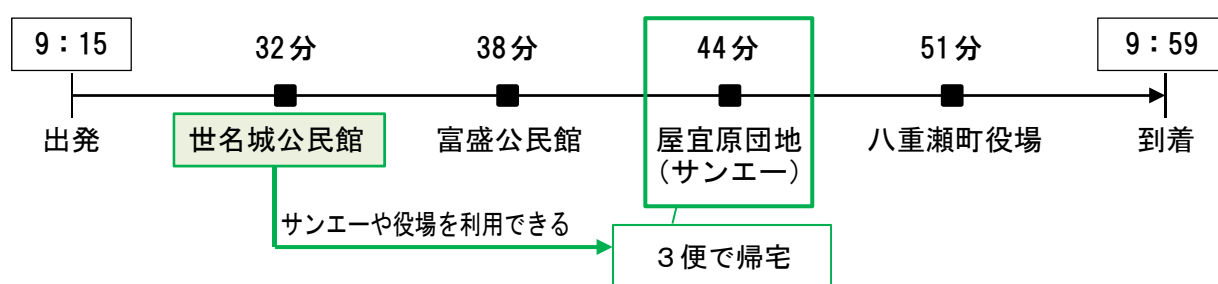 9：15
32分
38分
44分
51分
9：59
出発
世名城公民館
富盛公民館
屋宜原団地
（サンエー）
八重瀬町役場
到着
サンエーや役場を利用できる
３便で帰宅